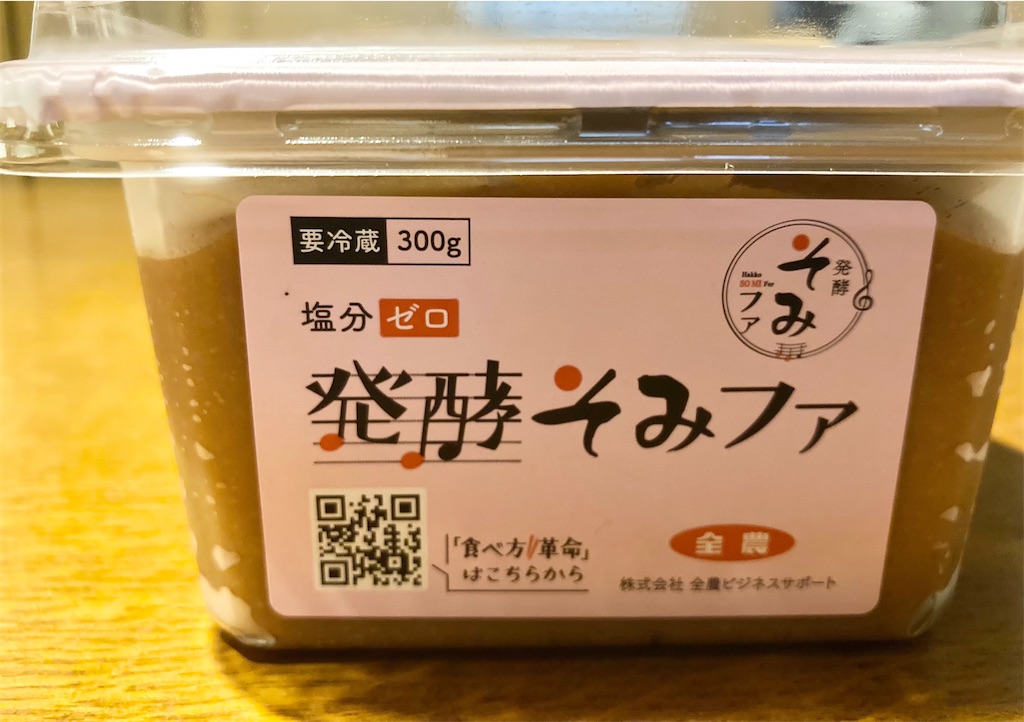 要冷蔵 300g
塩分ゼロ
発酵
そみ
ファ
Hakko
SO MI Far
発酵そみファ
「食べ方革命」
はこちらから
全農
株式会社 全農ビジネスサポート